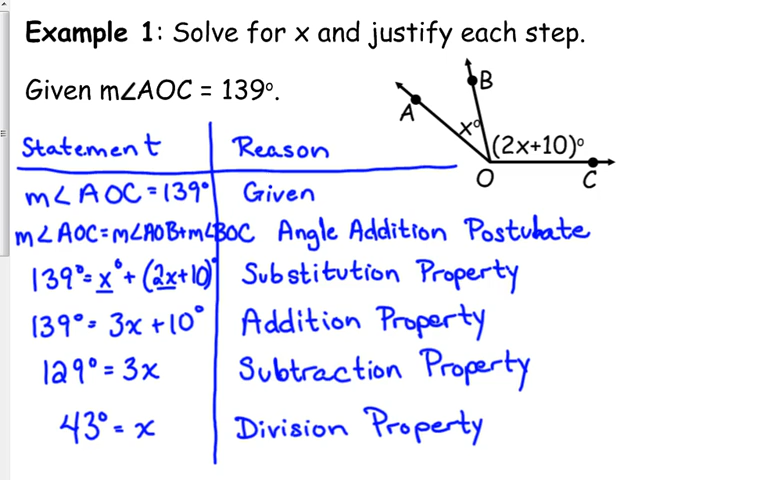 Example 1: Solve for x and justify each step.
Given m∠AOC = 139°.
A
B
x°
(2x+10)°
O
C
Statement Reason
m∠AOC=139° Given
m∠AOC=m∠AOB+m∠BOC Angle Addition Postulate
139°=x°+(2x+10)° Substitution Property
139°=3x+10° Addition Property
129°=3x Subtraction Property
43°=x Division Property